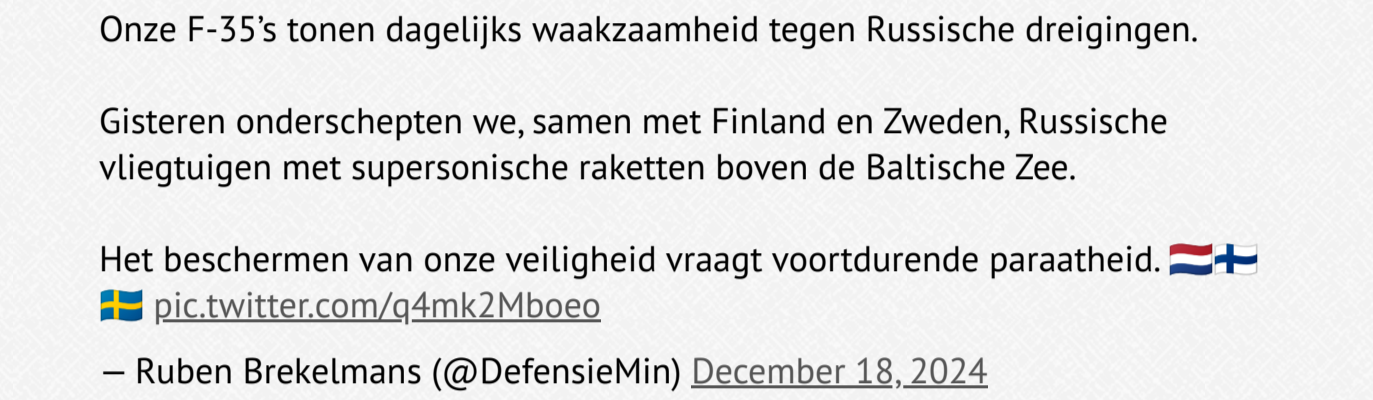 Onze F-35’s tonen dagelijks waakzaamheid tegen Russische dreigingen.
Gisteren onderschepten we, samen met Finland en Zweden, Russische
vliegtuigen met supersonische raketten boven de Baltische Zee.
Het beschermen van onze veiligheid vraagt voortdurende paraatheid. 🇳🇱🇫🇮
🇸🇪 pic.twitter.com/q4mk2Mboeo
— Ruben Brekelmans (@DefensieMin) December 18, 2024